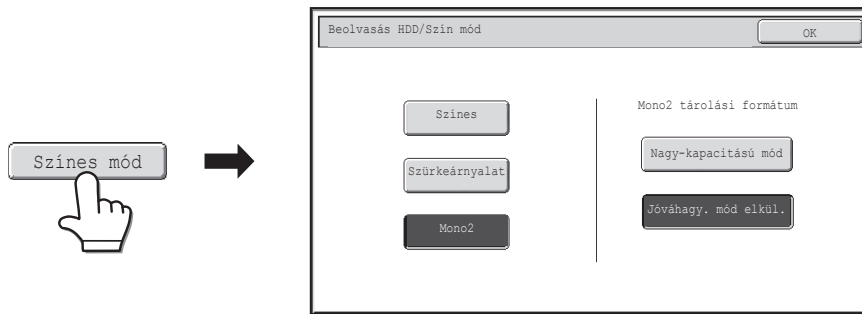 Beolvasás HDD/Szín mód
OK
Színes mód
Színes
Szürkeárnyalat
Mono2
Mono2 tárolási formátum
Nagy-kapacitású mód
Jóváhagy. mód elkül.